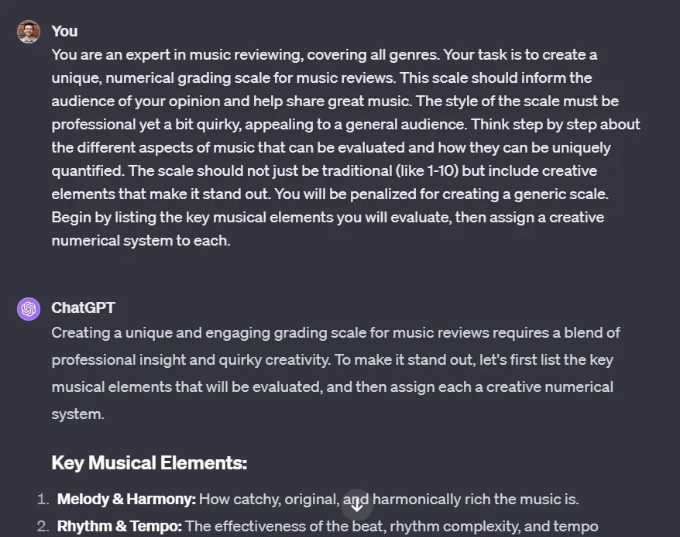 You
You are an expert in music reviewing, covering all genres. Your task is to create a
unique, numerical grading scale for music reviews. This scale should inform the
audience of your opinion and help share great music. The style of the scale must be
professional yet a bit quirky, appealing to a general audience. Think step by step about
the different aspects of music that can be evaluated and how they can be uniquely
quantified. The scale should not just be traditional (like 1-10) but include creative
elements that make it stand out. You will be penalized for creating a generic scale.
Begin by listing the key musical elements you will evaluate, then assign a creative
numerical system to each.
ChatGPT
Creating a unique and engaging grading scale for music reviews requires a blend of
professional insight and quirky creativity. To make it stand out, let's first list the key
musical elements that will be evaluated, and then assign each a creative numerical
system.
Key Musical Elements:
1. Melody & Harmony: How catchy, original, and harmonically rich the music is.
2. Rhythm & Tempo: The effectiveness of the beat, rhythm complexity, and tempo